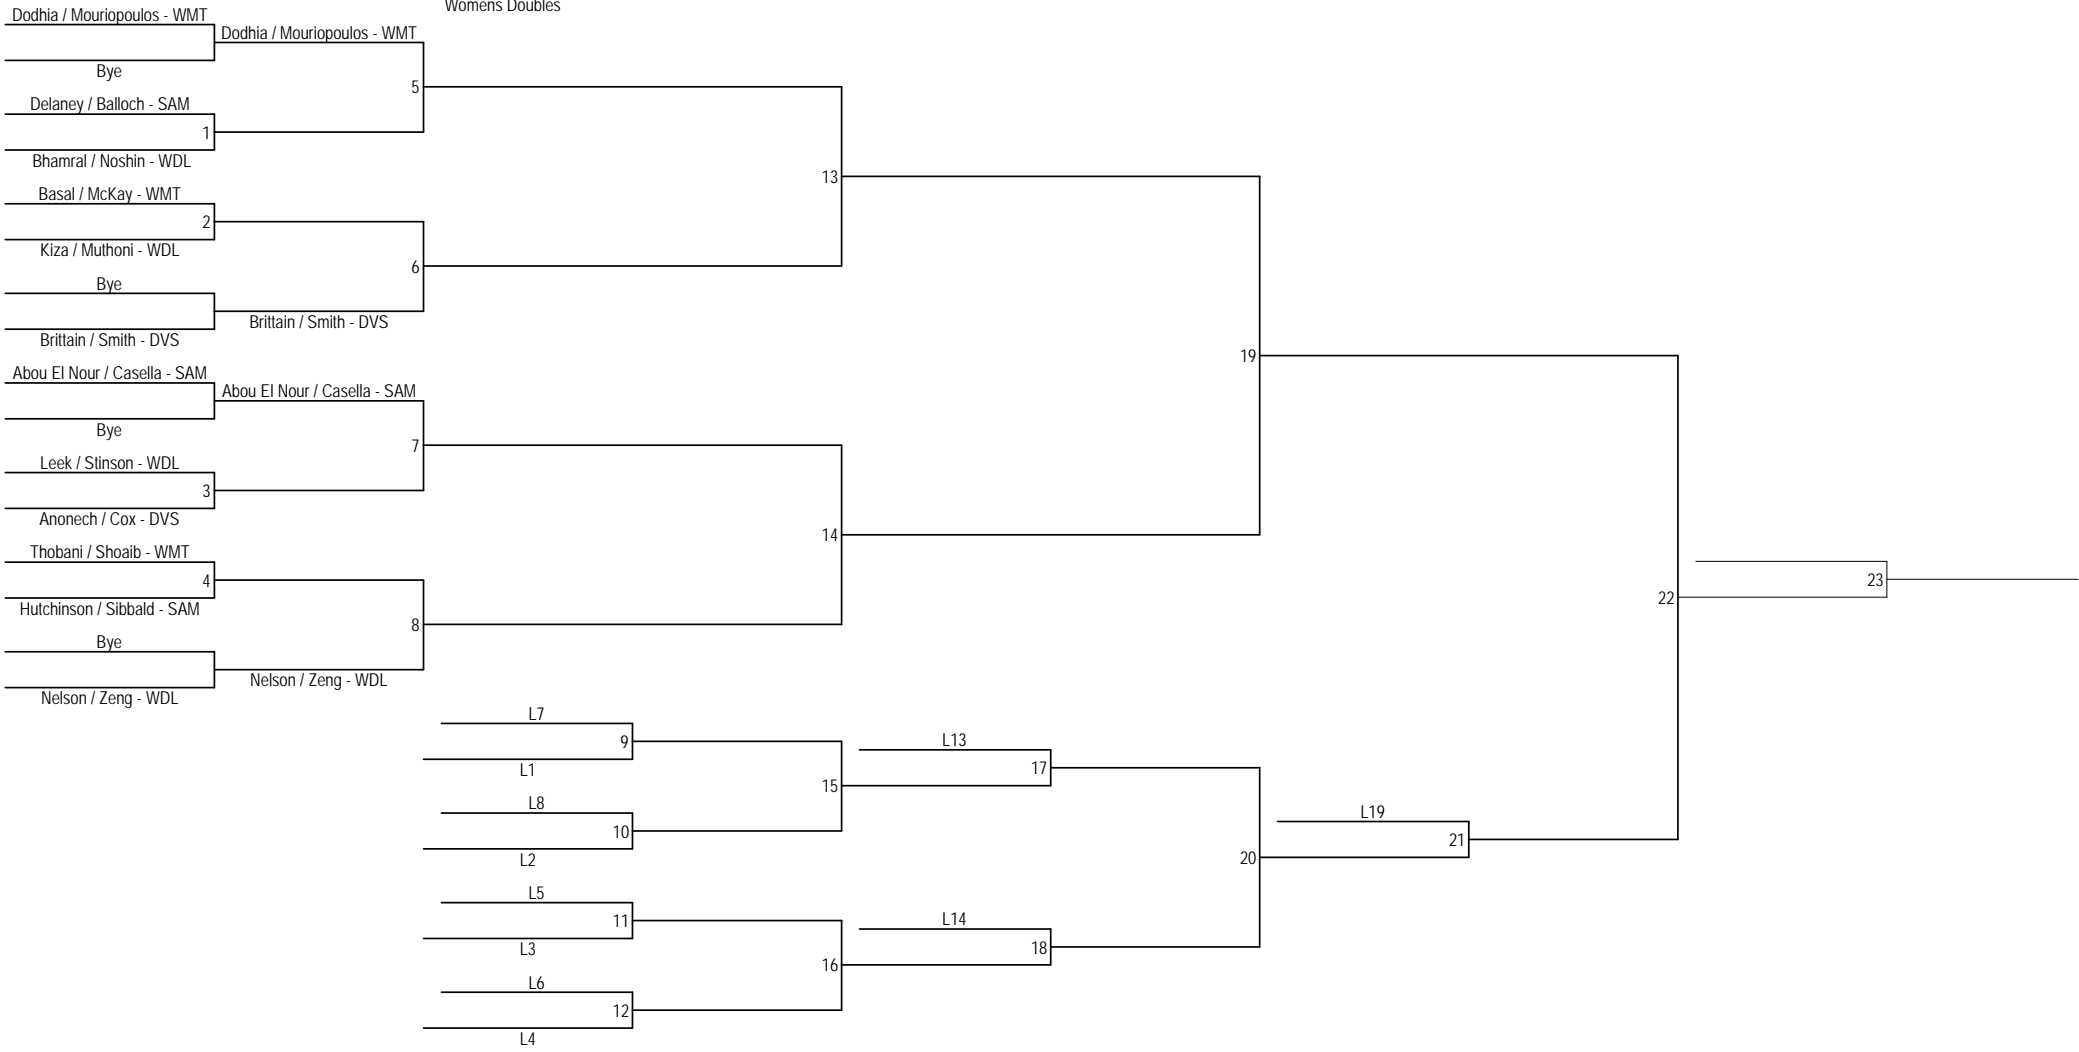 Womens Doubles
Dodhia / Mouriopoulos - WMT
Dodhia / Mouriopoulos - WMT
Bye
5
Delaney / Balloch - SAM
1
Bhamral / Noshin - WDL
13
Basal / McKay - WMT
2
Kiza / Muthoni - WDL
6
Bye
Brittain / Smith - DVS
Brittain / Smith - DVS
19
Abou El Nour / Casella - SAM
Abou El Nour / Casella - SAM
Bye
7
Leek / Stinson - WDL
3
Anonech / Cox - DVS
14
Thobani / Shoaib - WMT
4
23
22
Hutchinson / Sibbald - SAM
8
Bye
Nelson / Zeng - WDL
Nelson / Zeng - WDL
L7
9
L13
L1
17
15
L8
L19
10
21
L2
20
L5
11
L14
L3
18
16
L6
12
L4